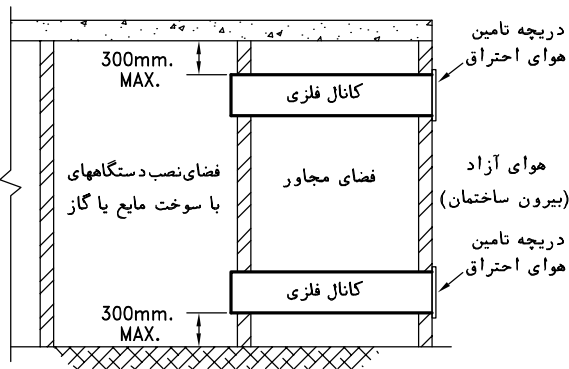 دریچه تامین
هوای احتراق
300mm.
MAX.
کانال فلزی
فضای نصب دستگاههای
با سوخت مایع یا گاز
فضای مجاور
هوای آزاد
(بیرون ساختمان)
دریچه تامین
هوای احتراق
کانال فلزی
300mm.
MAX.